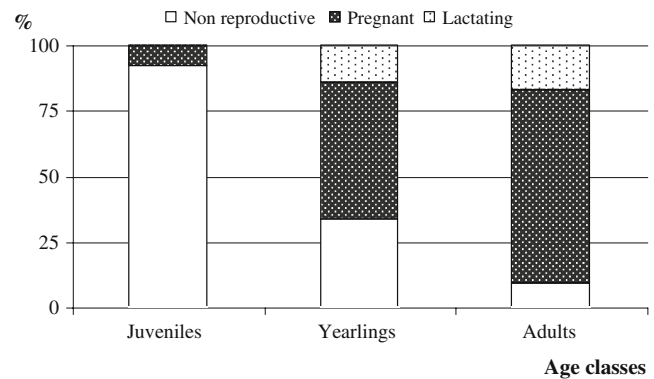 % Non reproductive Pregnant Lactating
100
75
50
25
0
Juveniles Yearlings Adults
Age classes